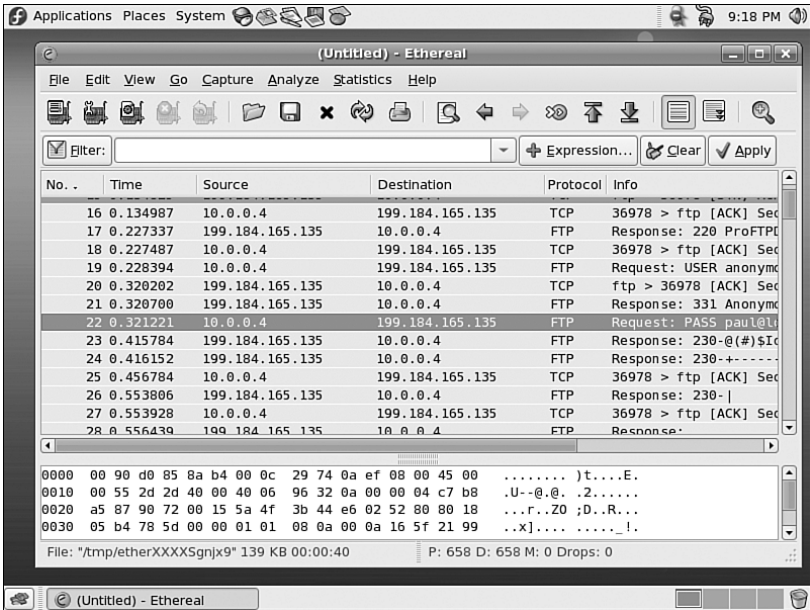 Applications Places System 9:18 PM
(Untitled) - Ethereal
File Edit View Go Capture Analyze Statistics Help
Filter: Expression... Clear Apply
No. . Time Source Destination Protocol Info
16 0.134987 10.0.0.4 199.184.165.135 TCP 36978 > ftp [ACK] Sec
17 0.227337 199.184.165.135 10.0.0.4 FTP Response: 220 ProFTPD
18 0.227487 10.0.0.4 199.184.165.135 TCP 36978 > ftp [ACK] Sec
19 0.228394 10.0.0.4 199.184.165.135 FTP Request: USER anonymo
20 0.320202 199.184.165.135 10.0.0.4 TCP ftp > 36978 [ACK] Sec
21 0.320700 199.184.165.135 10.0.0.4 FTP Response: 331 Anonymo
22 0.321221 10.0.0.4 199.184.165.135 FTP Request: PASS paul@lo
23 0.415784 199.184.165.135 10.0.0.4 FTP Response: 230-@(#)$Id
24 0.416152 199.184.165.135 10.0.0.4 FTP Response: 230-+------
25 0.456784 10.0.0.4 199.184.165.135 TCP 36978 > ftp [ACK] Sec
26 0.553806 199.184.165.135 10.0.0.4 FTP Response: 230-|
27 0.553928 10.0.0.4 199.184.165.135 TCP 36978 > ftp [ACK] Sec
28 0.556439 199.184.165.135 10.0.0.4 FTP Response:
0000 00 90 d0 85 8a b4 00 0c 29 74 0a ef 08 00 45 00 ........ )t....E.
0010 00 55 2d 2d 40 00 40 06 96 32 0a 00 00 04 c7 b8 .U--@.@. .2......
0020 a5 87 90 72 00 15 5a 4f 3b 44 e6 02 52 80 80 18 ...r..ZO ;D..R...
0030 05 b4 78 5d 00 00 01 01 08 0a 00 0a 16 5f 21 99 ..x].... ....._!.
File: "/tmp/etherXXXXSgnjx9" 139 KB 00:00:40 P: 658 D: 658 M: 0 Drops: 0
(Untitled) - Ethereal